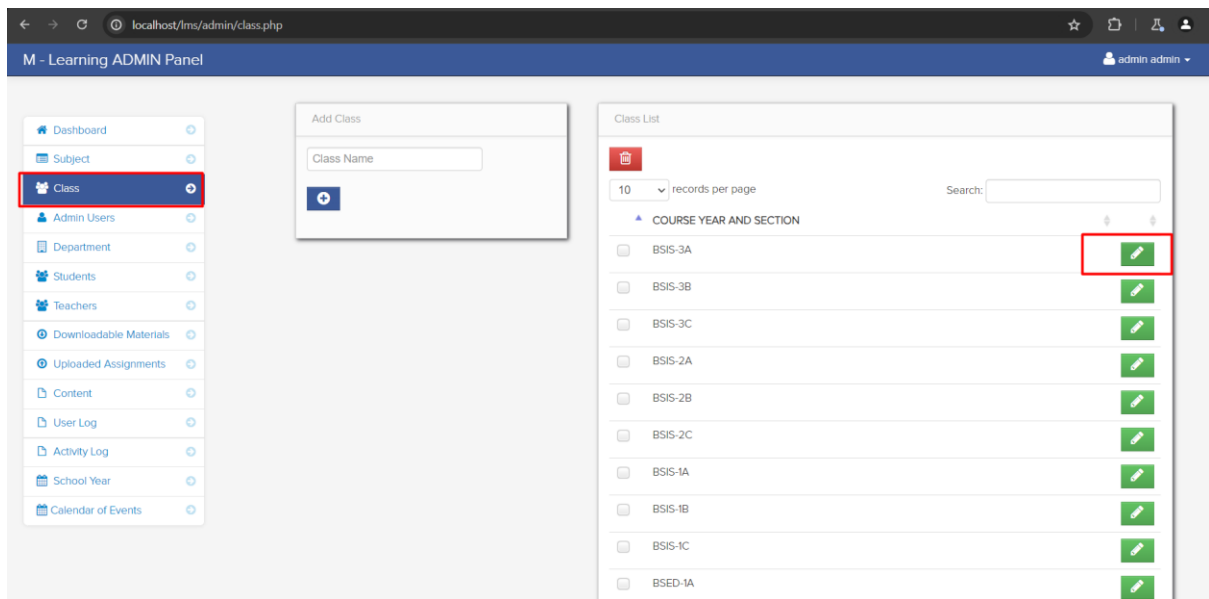 localhost/lms/admin/class.php
M - Learning ADMIN Panel
admin admin
Dashboard
Subject
Class
Admin Users
Department
Students
Teachers
Downloadable Materials
Uploaded Assignments
Content
User Log
Activity Log
School Year
Calendar of Events
Add Class
Class Name
Class List
10 records per page
Search:
COURSE YEAR AND SECTION
BSIS-3A
BSIS-3B
BSIS-3C
BSIS-2A
BSIS-2B
BSIS-2C
BSIS-1A
BSIS-1B
BSIS-1C
BSED-1A